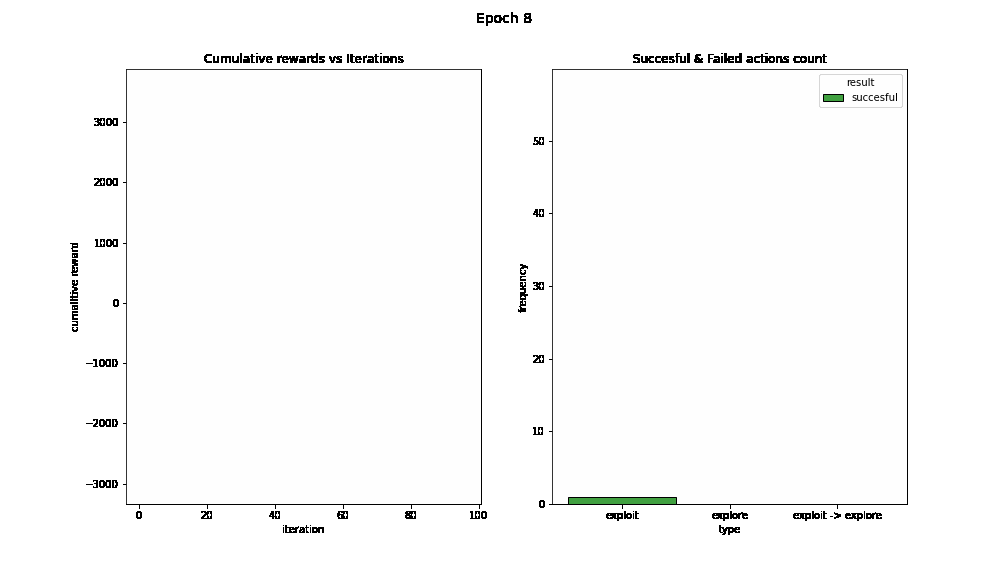 Epoch 8
Cumulative rewards vs Iterations
3000
2000
1000
0
−1000
−2000
−3000
cumalitive reward
0 20 40 60 80 100
iteration
Succesful & Failed actions count
result
succesful
50
40
30
20
10
0
frequency
exploit explore exploit -> explore
type